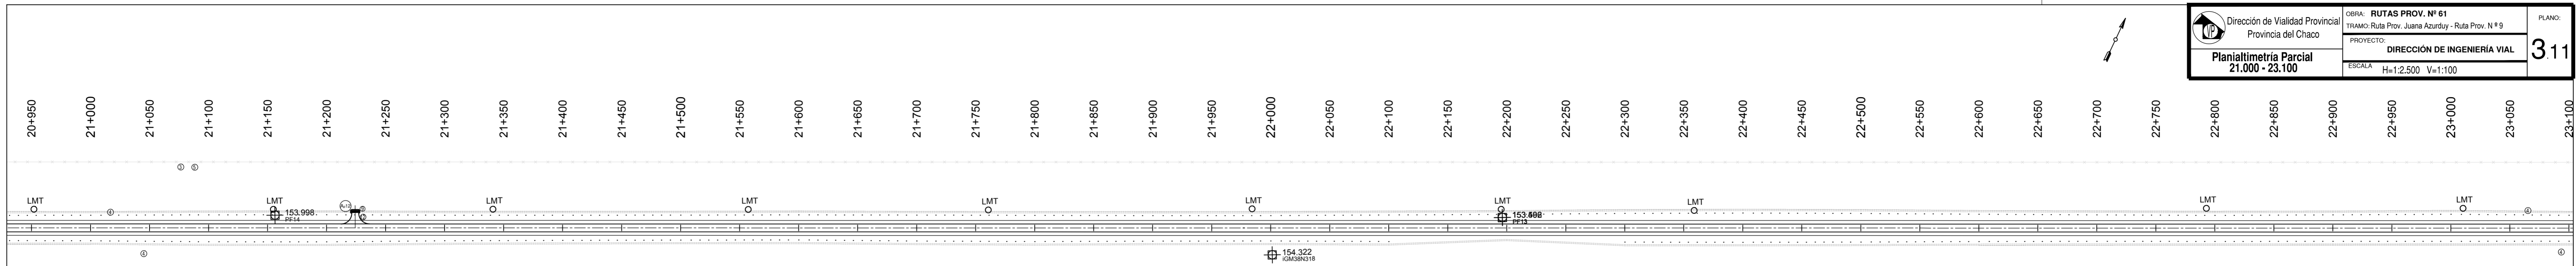 VP
Dirección de Vialidad Provincial
Provincia del Chaco
Planialtimetría Parcial
21.000 - 23.100
OBRA: RUTAS PROV. Nº 61
TRAMO: Ruta Prov. Juana Azurduy - Ruta Prov. N º 9
PROYECTO:
DIRECCIÓN DE INGENIERÍA VIAL
ESCALA H=1:2.500 V=1:100
PLANO:
3.11
20+950 21+000 21+050 21+100 21+150 21+200 21+250 21+300 21+350 21+400 21+450 21+500 21+550 21+600 21+650 21+700 21+750 21+800 21+850 21+900 21+950 22+000 22+050 22+100 22+150 22+200 22+250 22+300 22+350 22+400 22+450 22+500 22+550 22+600 22+650 22+700 22+750 22+800 22+850 22+900 22+950 23+000 23+050 23+100
LMT LMT LMT LMT LMT LMT LMT LMT LMT LMT
153.998
PF14
PF13
154.322
IGM38N318